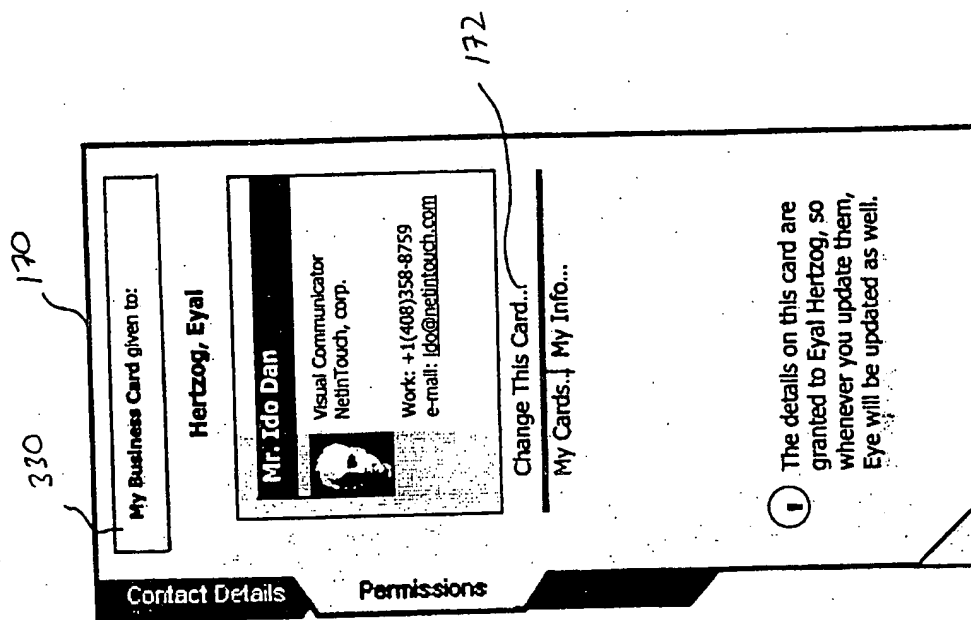 330
170
My Business Card given to:
Hertzog, Eyal
Mr. Ido Dan
Visual Communicator
NetInTouch, corp.
Work: +1(408)358-8759
e-mail: ido@netintouch.com
Change This Card...
172
My Cards... | My Info...
The details on this card are
granted to Eyal Hertzog, so
whenever you update them,
Eye will be updated as well.
Contact Details
Permissions